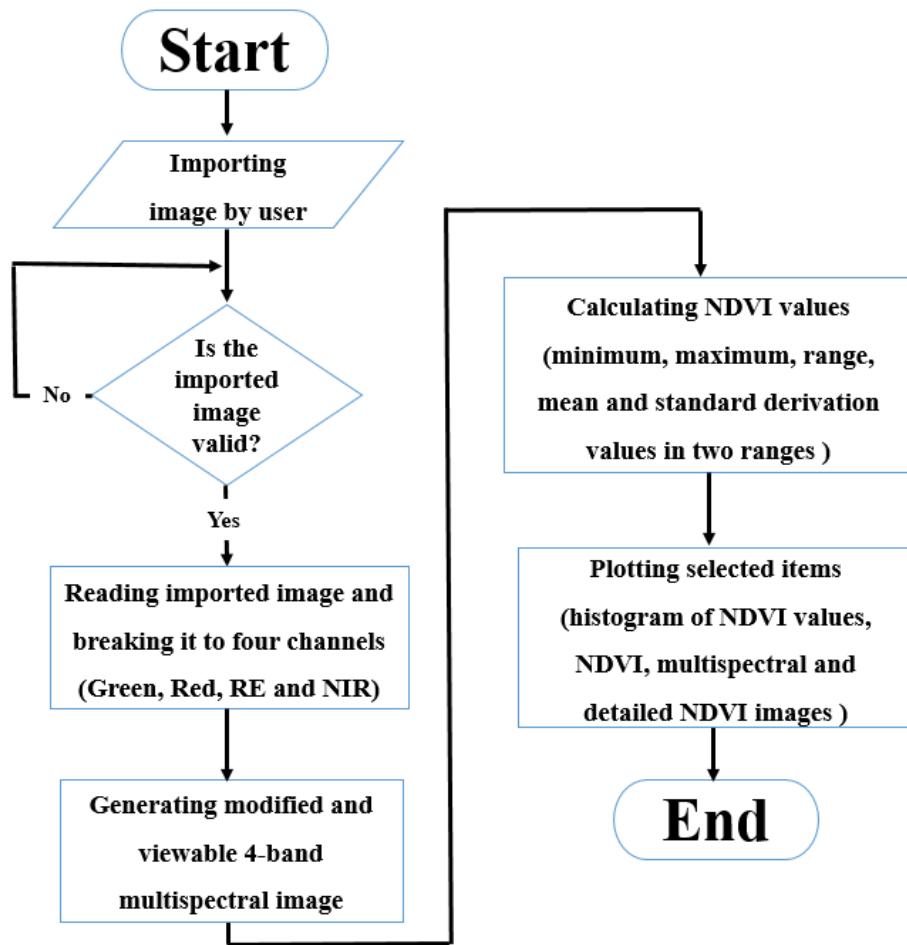 Start
Importing
image by user
Is the
imported
image
valid?
No
Yes
Reading imported image and
breaking it to four channels
(Green, Red, RE and NIR)
Generating modified and
viewable 4-band
multispectral image
Calculating NDVI values
(minimum, maximum, range,
mean and standard derivation
values in two ranges )
Plotting selected items
(histogram of NDVI values,
NDVI, multispectral and
detailed NDVI images )
End